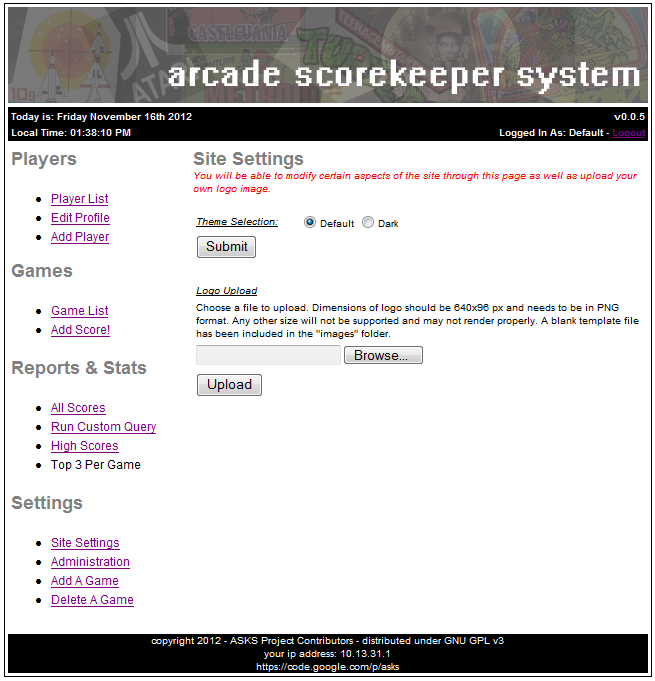 10g
ATARI
CASTLEVANIA
TEENAGE
arcade scorekeeper system
Today is: Friday November 16th 2012
v0.0.5
Local Time: 01:38:10 PM
Logged In As: Default - Logout
Players
Player List
Edit Profile
Add Player
Games
Game List
Add Score!
Reports & Stats
All Scores
Run Custom Query
High Scores
Top 3 Per Game
Settings
Site Settings
Administration
Add A Game
Delete A Game
Site Settings
You will be able to modify certain aspects of the site through this page as well as upload
your own logo image.
Theme Selection:
Default
Dark
Submit
Logo Upload
Choose a file to upload. Dimensions of logo should be 640x96 px and needs to be in PNG
format. Any other size will not be supported and may not render properly. A blank template file
has been included in the "images" folder.
Browse...
Upload
copyright 2012 - ASKS Project Contributors - distributed under GNU GPL v3
your ip address: 10.13.31.1
https://code.google.com/p/asks